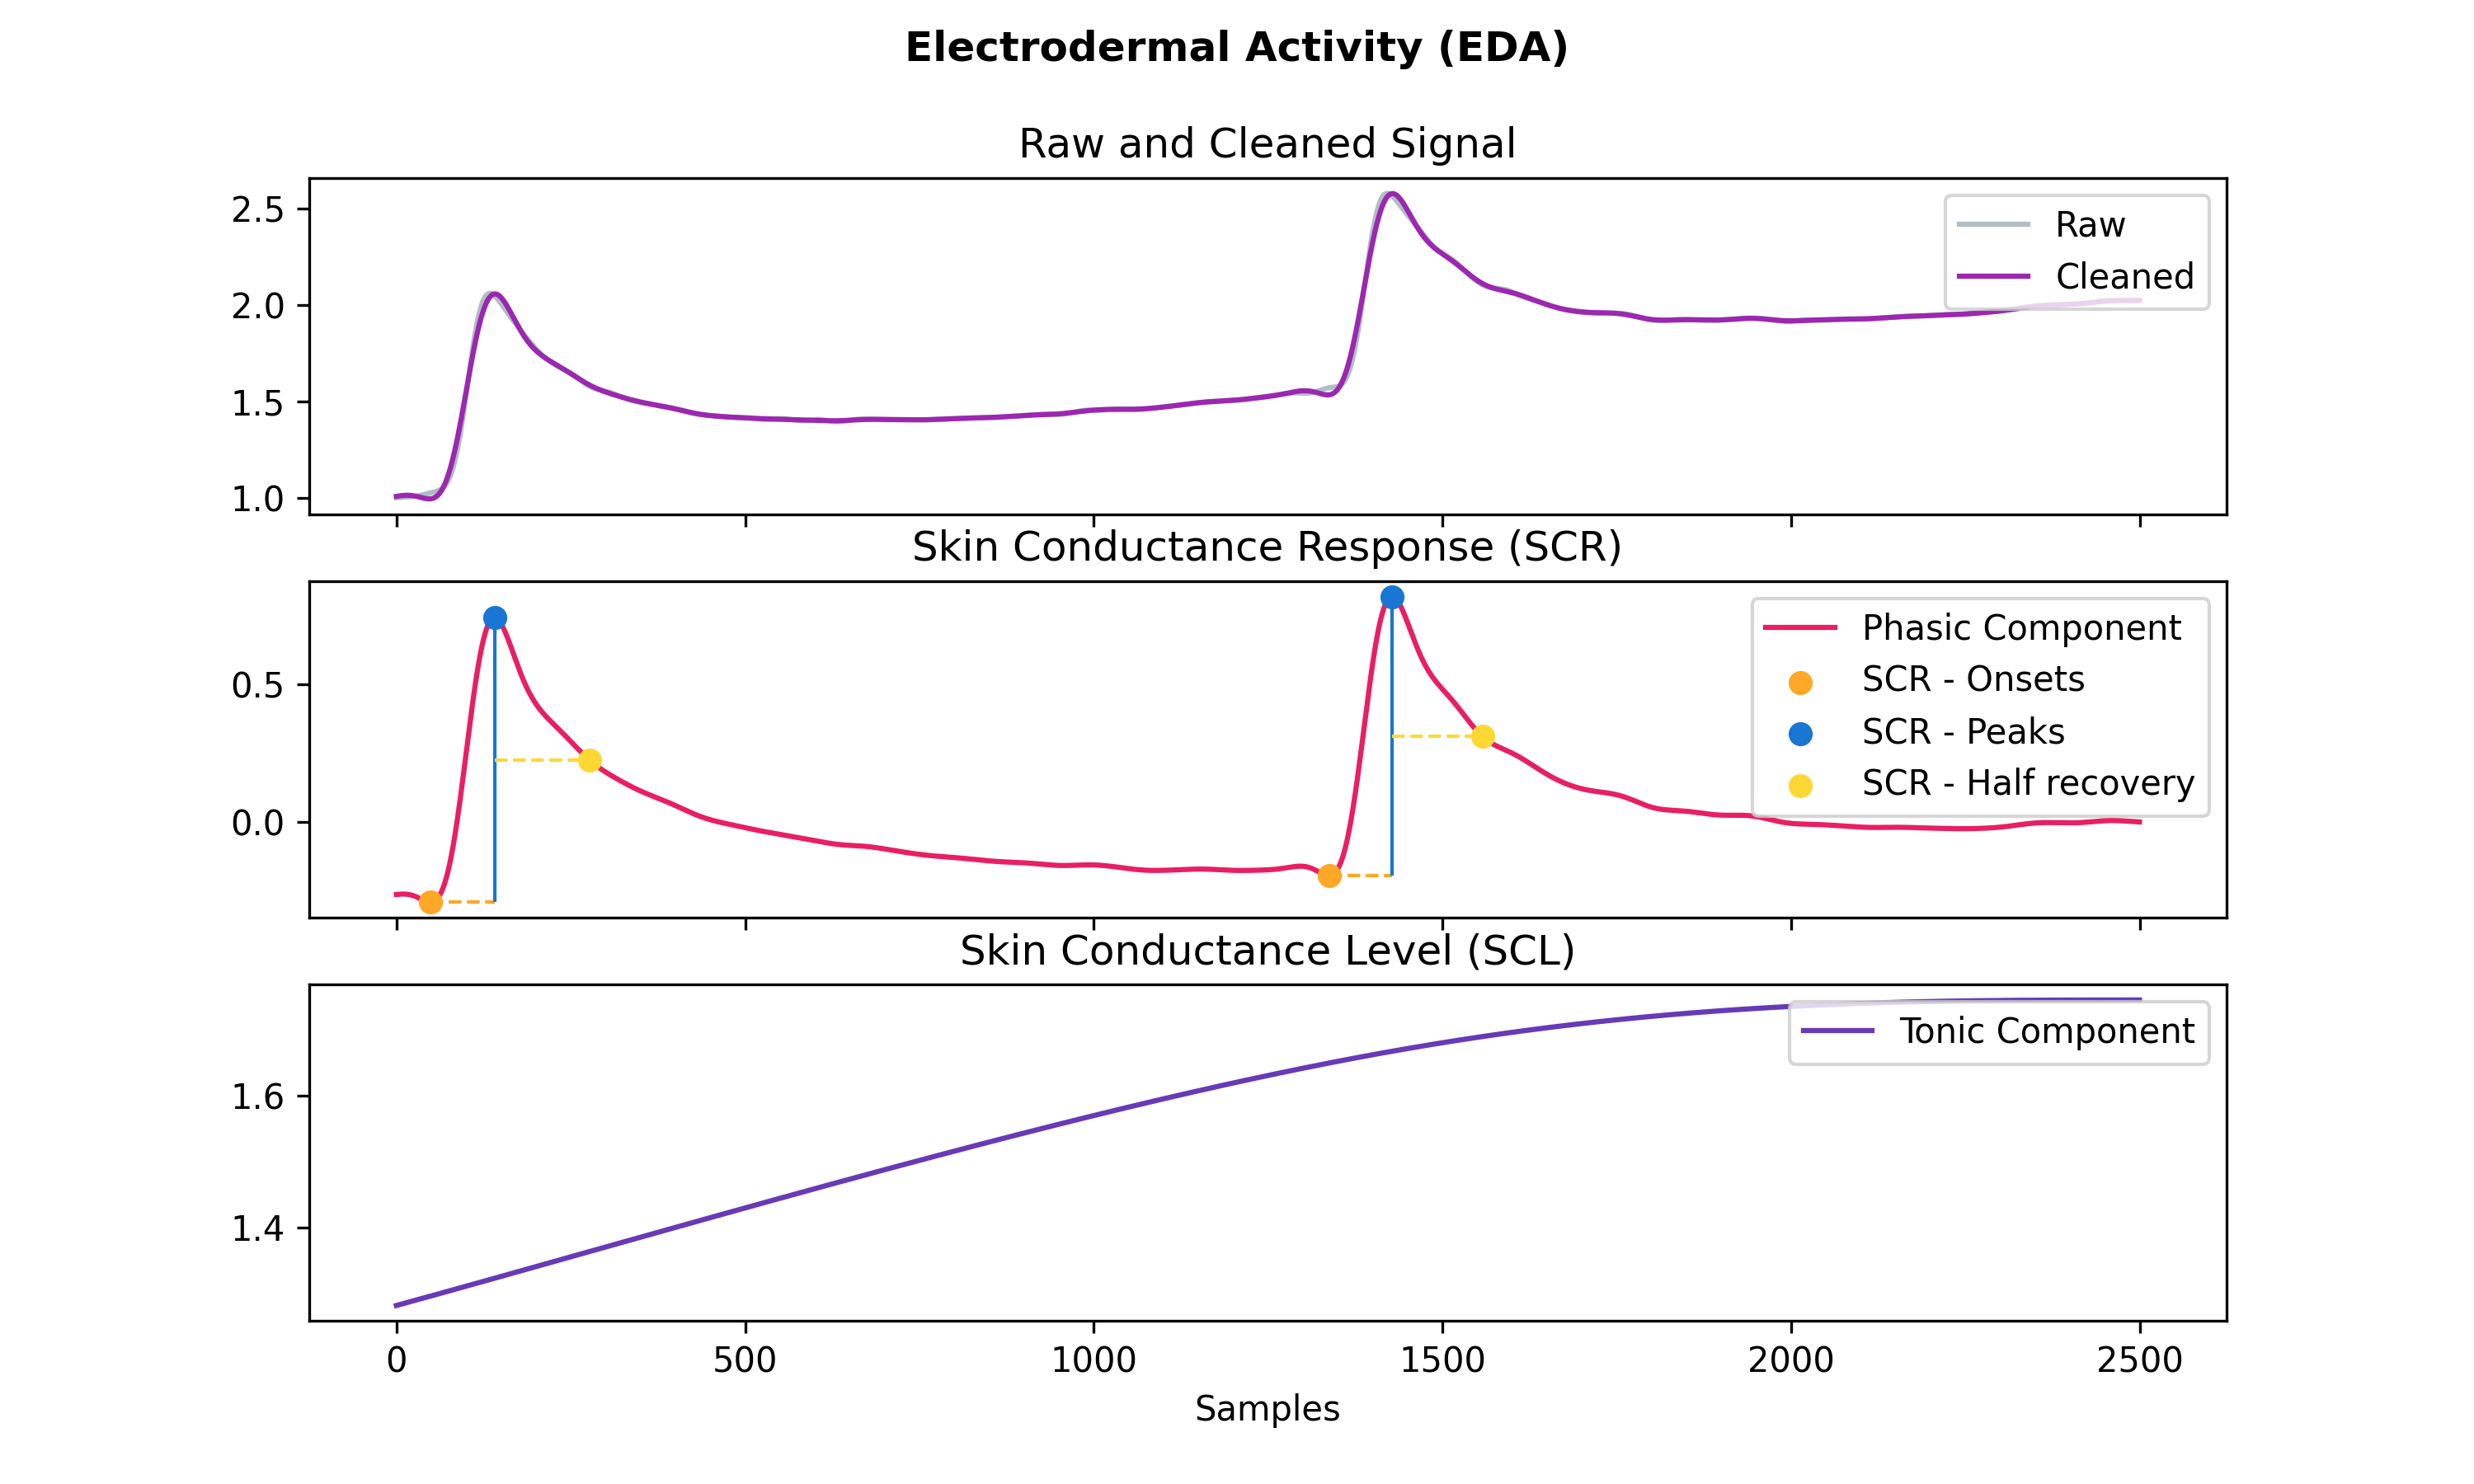 Electrodermal Activity (EDA)
Raw and Cleaned Signal
2.5
2.0
1.5
1.0
Raw
Cleaned
Skin Conductance Response (SCR)
0.5
0.0
Phasic Component
SCR - Onsets
SCR - Peaks
SCR - Half recovery
Skin Conductance Level (SCL)
1.6
1.4
Tonic Component
0 500 1000 1500 2000 2500
Samples